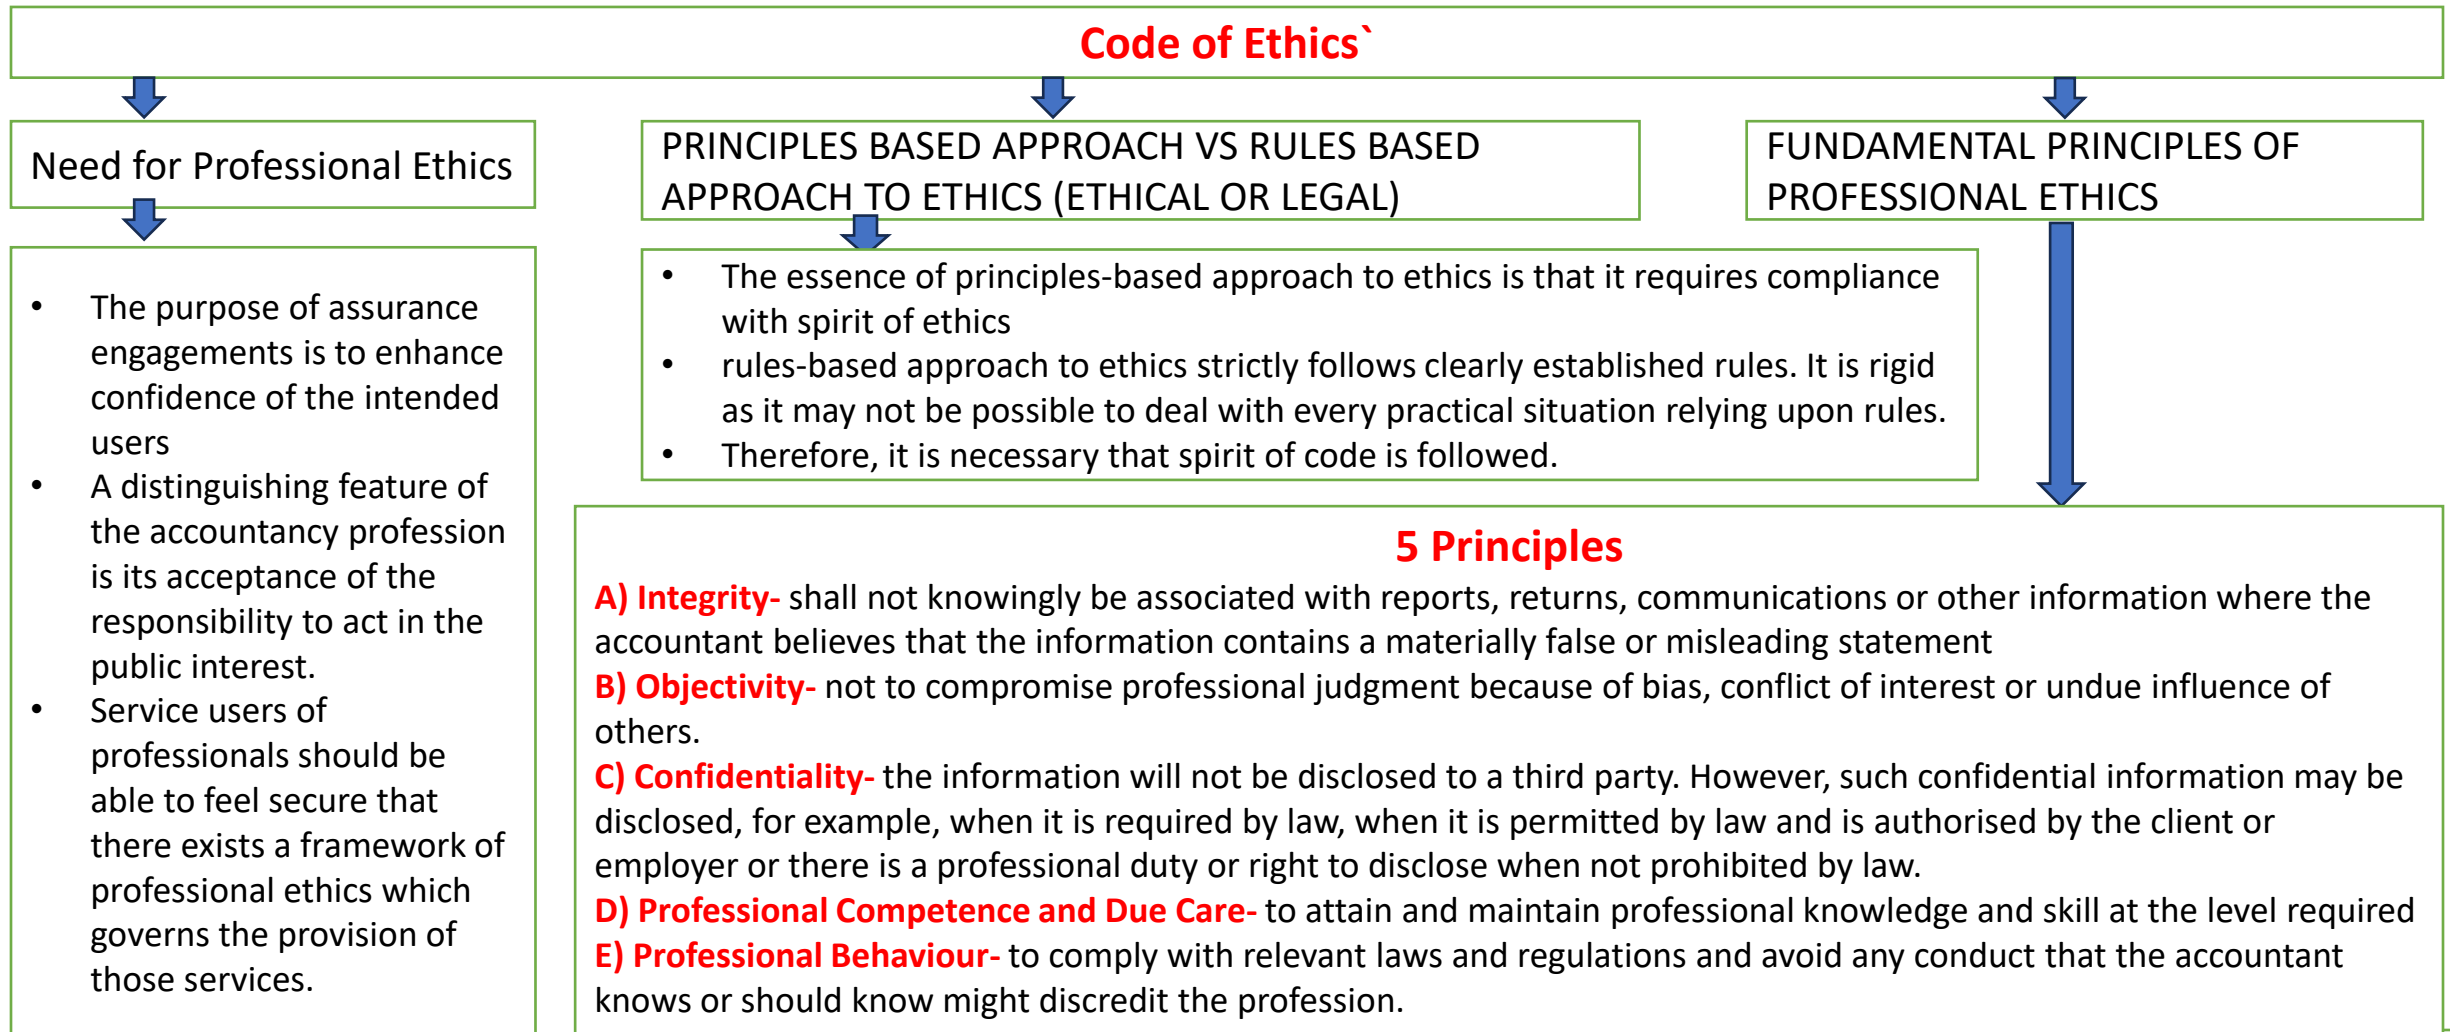 Code of Ethics`
Need for Professional Ethics
• The purpose of assurance
engagements is to enhance
confidence of the intended
users
• A distinguishing feature of
the accountancy profession
is its acceptance of the
responsibility to act in the
public interest.
• Service users of
professionals should be
able to feel secure that
there exists a framework of
professional ethics which
governs the provision of
those services.
PRINCIPLES BASED APPROACH VS RULES BASED
APPROACH TO ETHICS (ETHICAL OR LEGAL)
• The essence of principles-based approach to ethics is that it requires compliance
with spirit of ethics
• rules-based approach to ethics strictly follows clearly established rules. It is rigid
as it may not be possible to deal with every practical situation relying upon rules.
• Therefore, it is necessary that spirit of code is followed.
FUNDAMENTAL PRINCIPLES OF
PROFESSIONAL ETHICS
5 Principles
A) Integrity- shall not knowingly be associated with reports, returns, communications or other information where the
accountant believes that the information contains a materially false or misleading statement
B) Objectivity- not to compromise professional judgment because of bias, conflict of interest or undue influence of
others.
C) Confidentiality- the information will not be disclosed to a third party. However, such confidential information may be
disclosed, for example, when it is required by law, when it is permitted by law and is authorised by the client or
employer or there is a professional duty or right to disclose when not prohibited by law.
D) Professional Competence and Due Care- to attain and maintain professional knowledge and skill at the level required
E) Professional Behaviour- to comply with relevant laws and regulations and avoid any conduct that the accountant
knows or should know might discredit the profession.